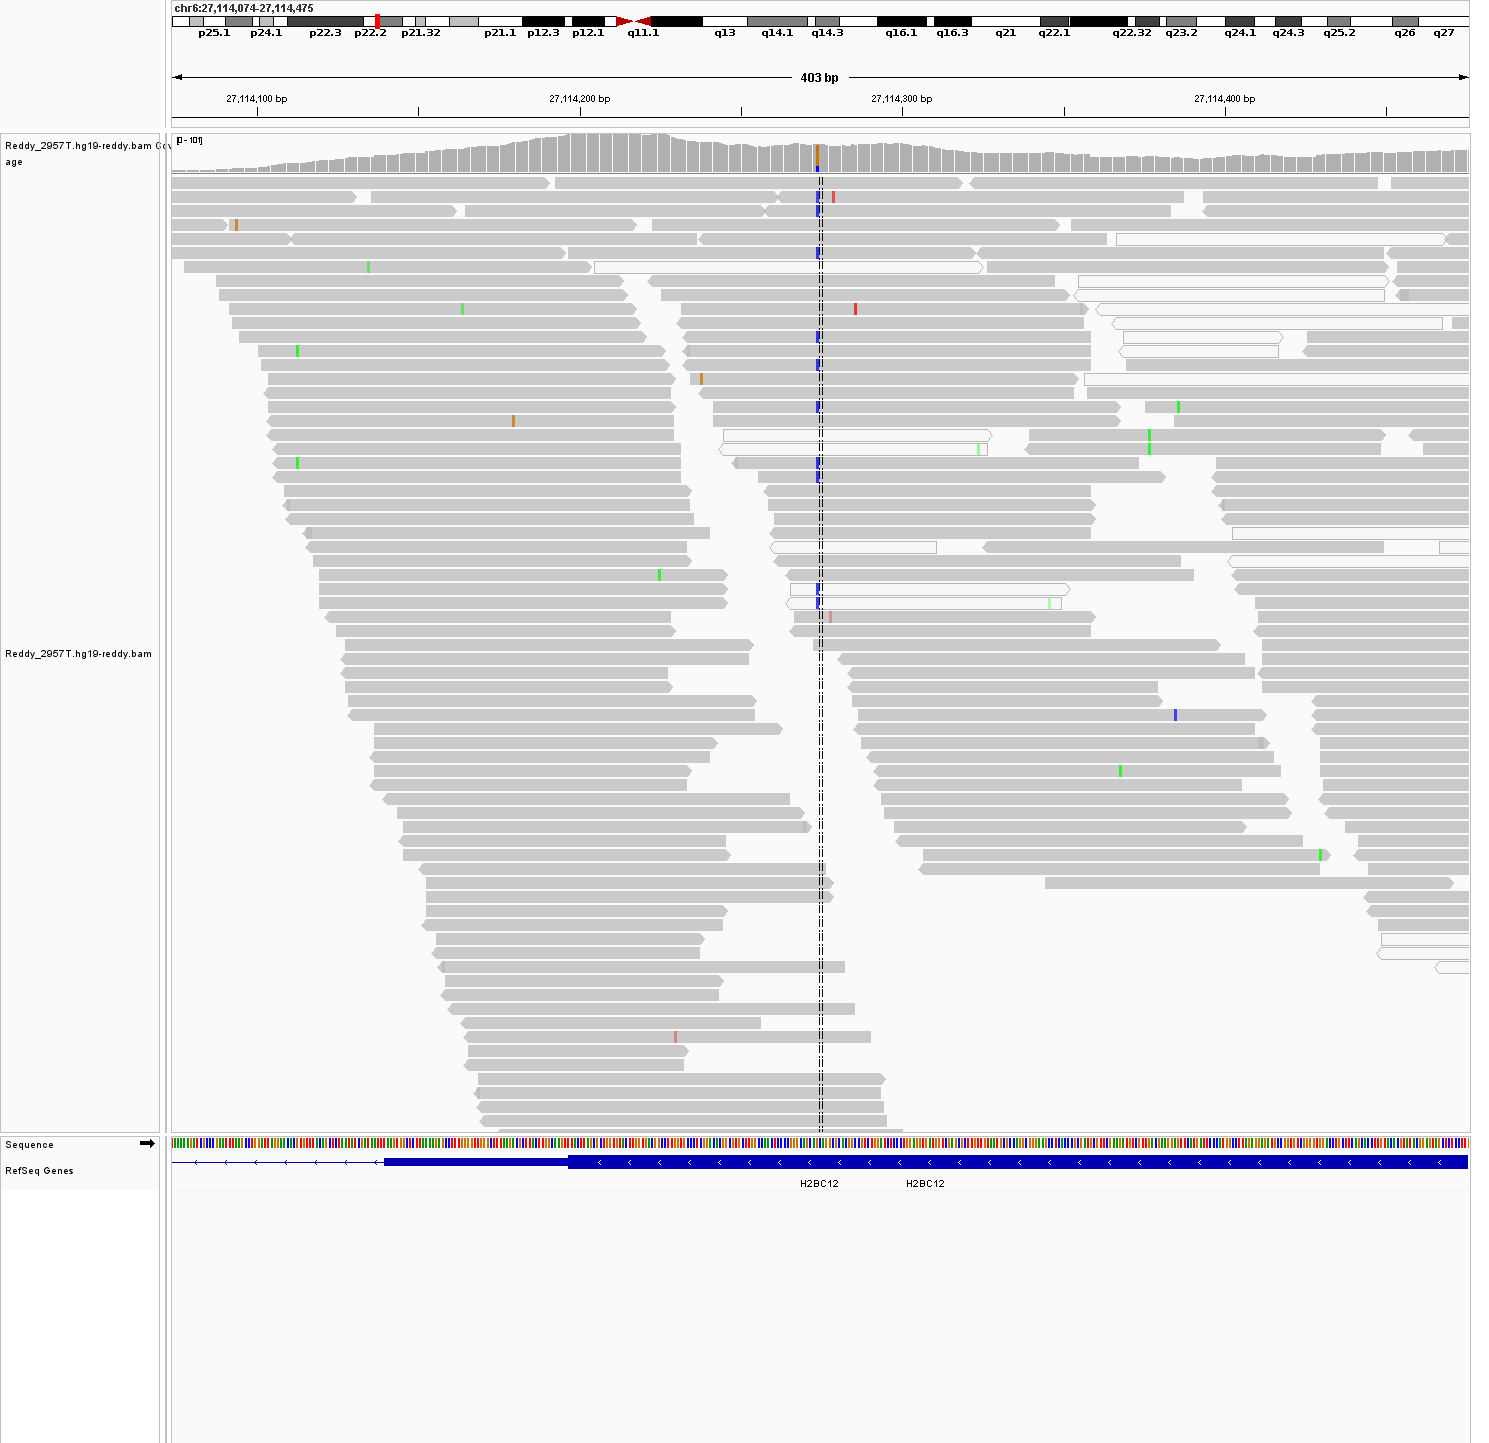 chr6:27,114,074-27,114,475
p25.1 p24.1 p22.3 p22.2 p21.32 p21.1 p12.3 p12.1 q11.1 q13 q14.1 q14.3 q16.1 q16.3 q21 q22.1 q22.32 q23.2 q24.1 q24.3 q25.2 q26 q27
403 bp
27,114,100 bp 27,114,200 bp 27,114,300 bp 27,114,400 bp
Reddy_2957T.hg19-reddy.bam Cov
age
[0 - 101]
Reddy_2957T.hg19-reddy.bam
Sequence
RefSeq Genes
H2BC12 H2BC12